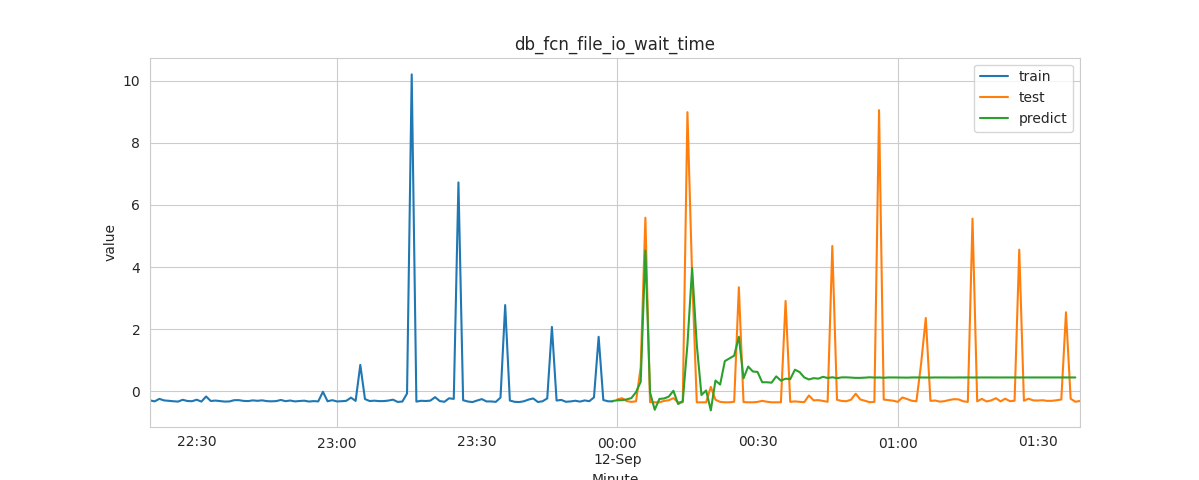 db_fcn_file_io_wait_time
train
test
predict
value
10
8
6
4
2
0
22:30
23:00
23:30
00:00
12-Sep
00:30
01:00
01:30
Minute